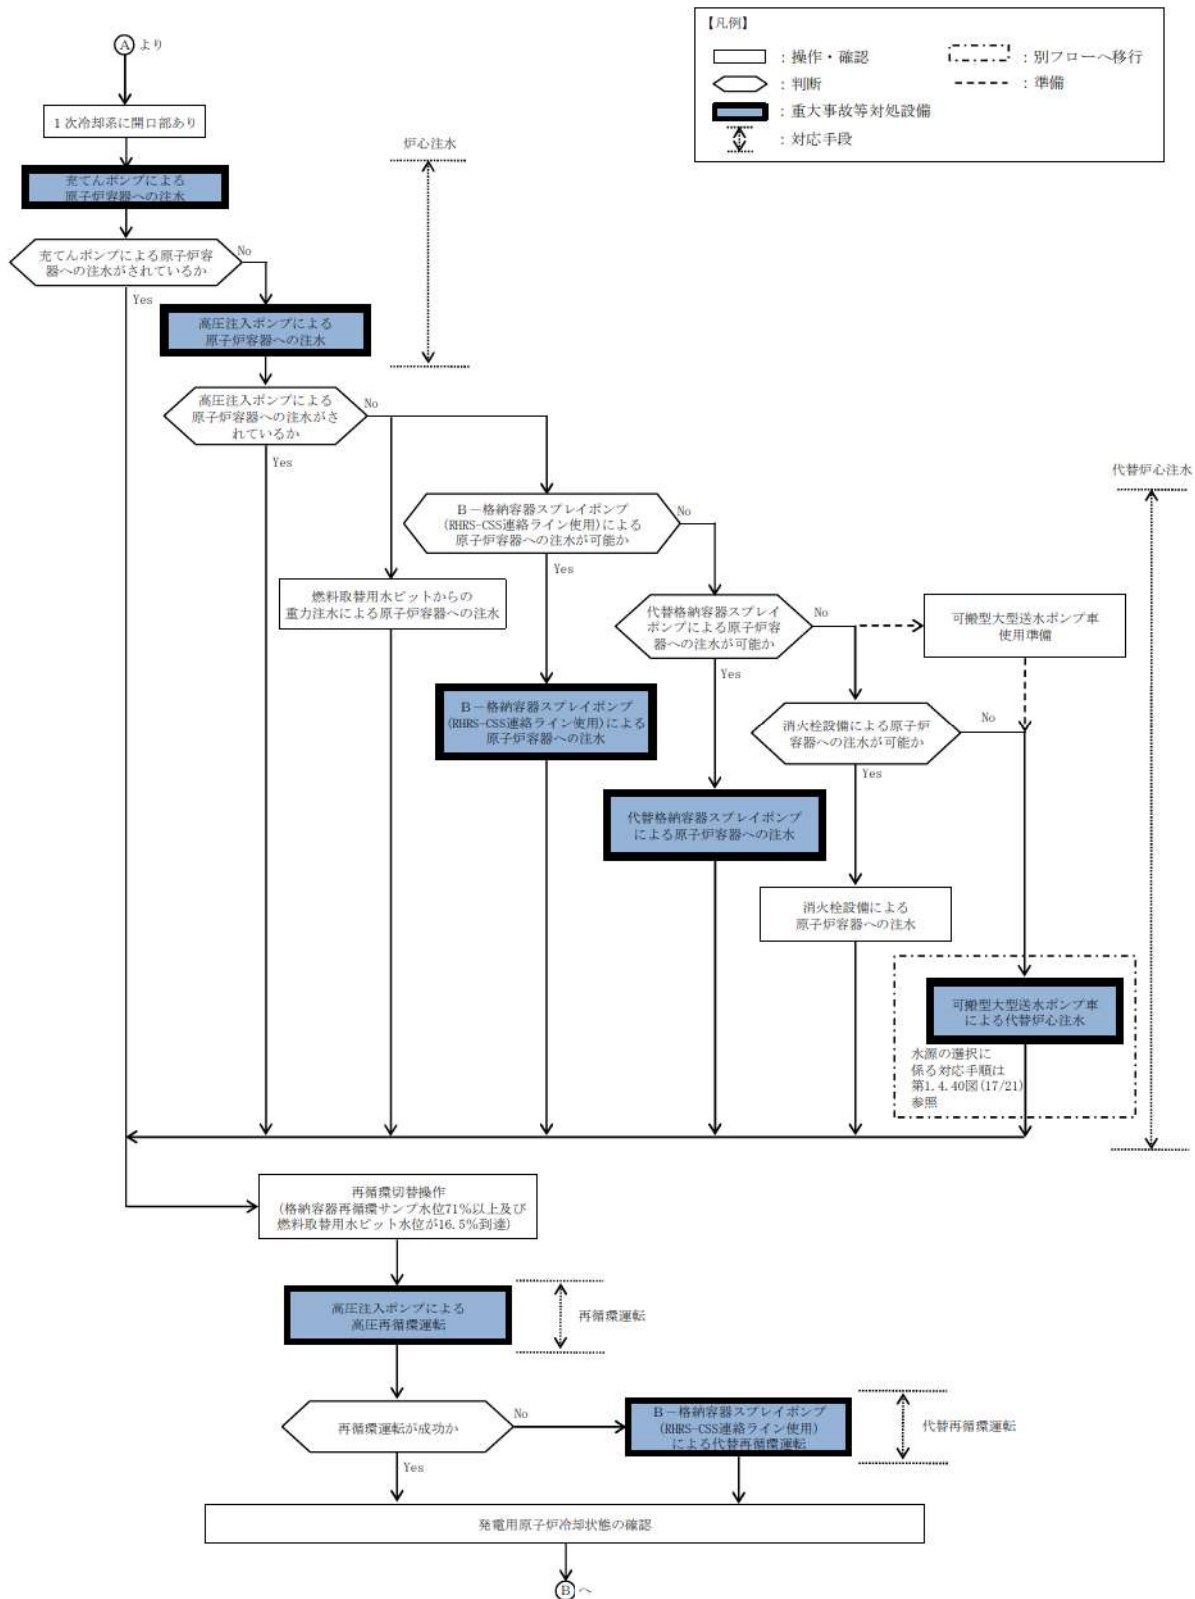 【凡例】
：操作・確認
：別フローへ移行
：判断
：準備
：重大事故等対処設備
：対応手段
Ⓐより
１次冷却系に開口部あり
炉心注水
充てんポンプによる
原子炉容器への注水
充てんポンプによる原子炉容
器への注水がされているか
No
Yes
高圧注入ポンプによる
原子炉容器への注水
高圧注入ポンプによる
原子炉容器への注水がさ
れているか
No
Yes
代替炉心注水
Ｂ－格納容器スプレイポンプ
(RHRS-CSS連絡ライン使用)による
原子炉容器への注水が可能か
No
Yes
燃料取替用水ピットからの
重力注水による原子炉容器への注水
代替格納容器スプレイ
ポンプによる原子炉容
器への注水が可能か
No
Yes
可搬型大型送水ポンプ車
使用準備
Ｂ－格納容器スプレイポンプ
(RHRS-CSS連絡ライン使用)による
原子炉容器への注水
消火栓設備による原子炉
容器への注水が可能か
No
Yes
代替格納容器スプレイポンプ
による原子炉容器への注水
消火栓設備による
原子炉容器への注水
可搬型大型送水ポンプ車
による代替炉心注水
水源の選択に
係る対応手順は
第1.4.40図(17/21)
参照
再循環切替操作
(格納容器再循環サンプ水位71%以上及び
燃料取替用水ピット水位が16.5%到達)
高圧注入ポンプによる
高圧再循環運転
再循環運転
再循環運転が成功か
No
Yes
Ｂ－格納容器スプレイポンプ
(RHRS-CSS連絡ライン使用)
による代替再循環運転
代替再循環運転
発電用原子炉冷却状態の確認
Ⓑへ